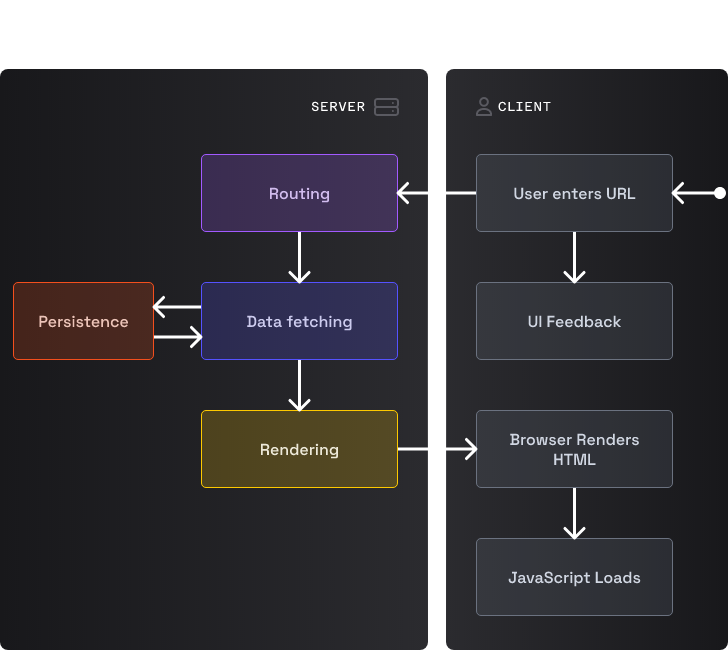 SERVER
CLIENT
Routing
User enters URL
Persistence
Data fetching
UI Feedback
Rendering
Browser Renders
HTML
JavaScript Loads